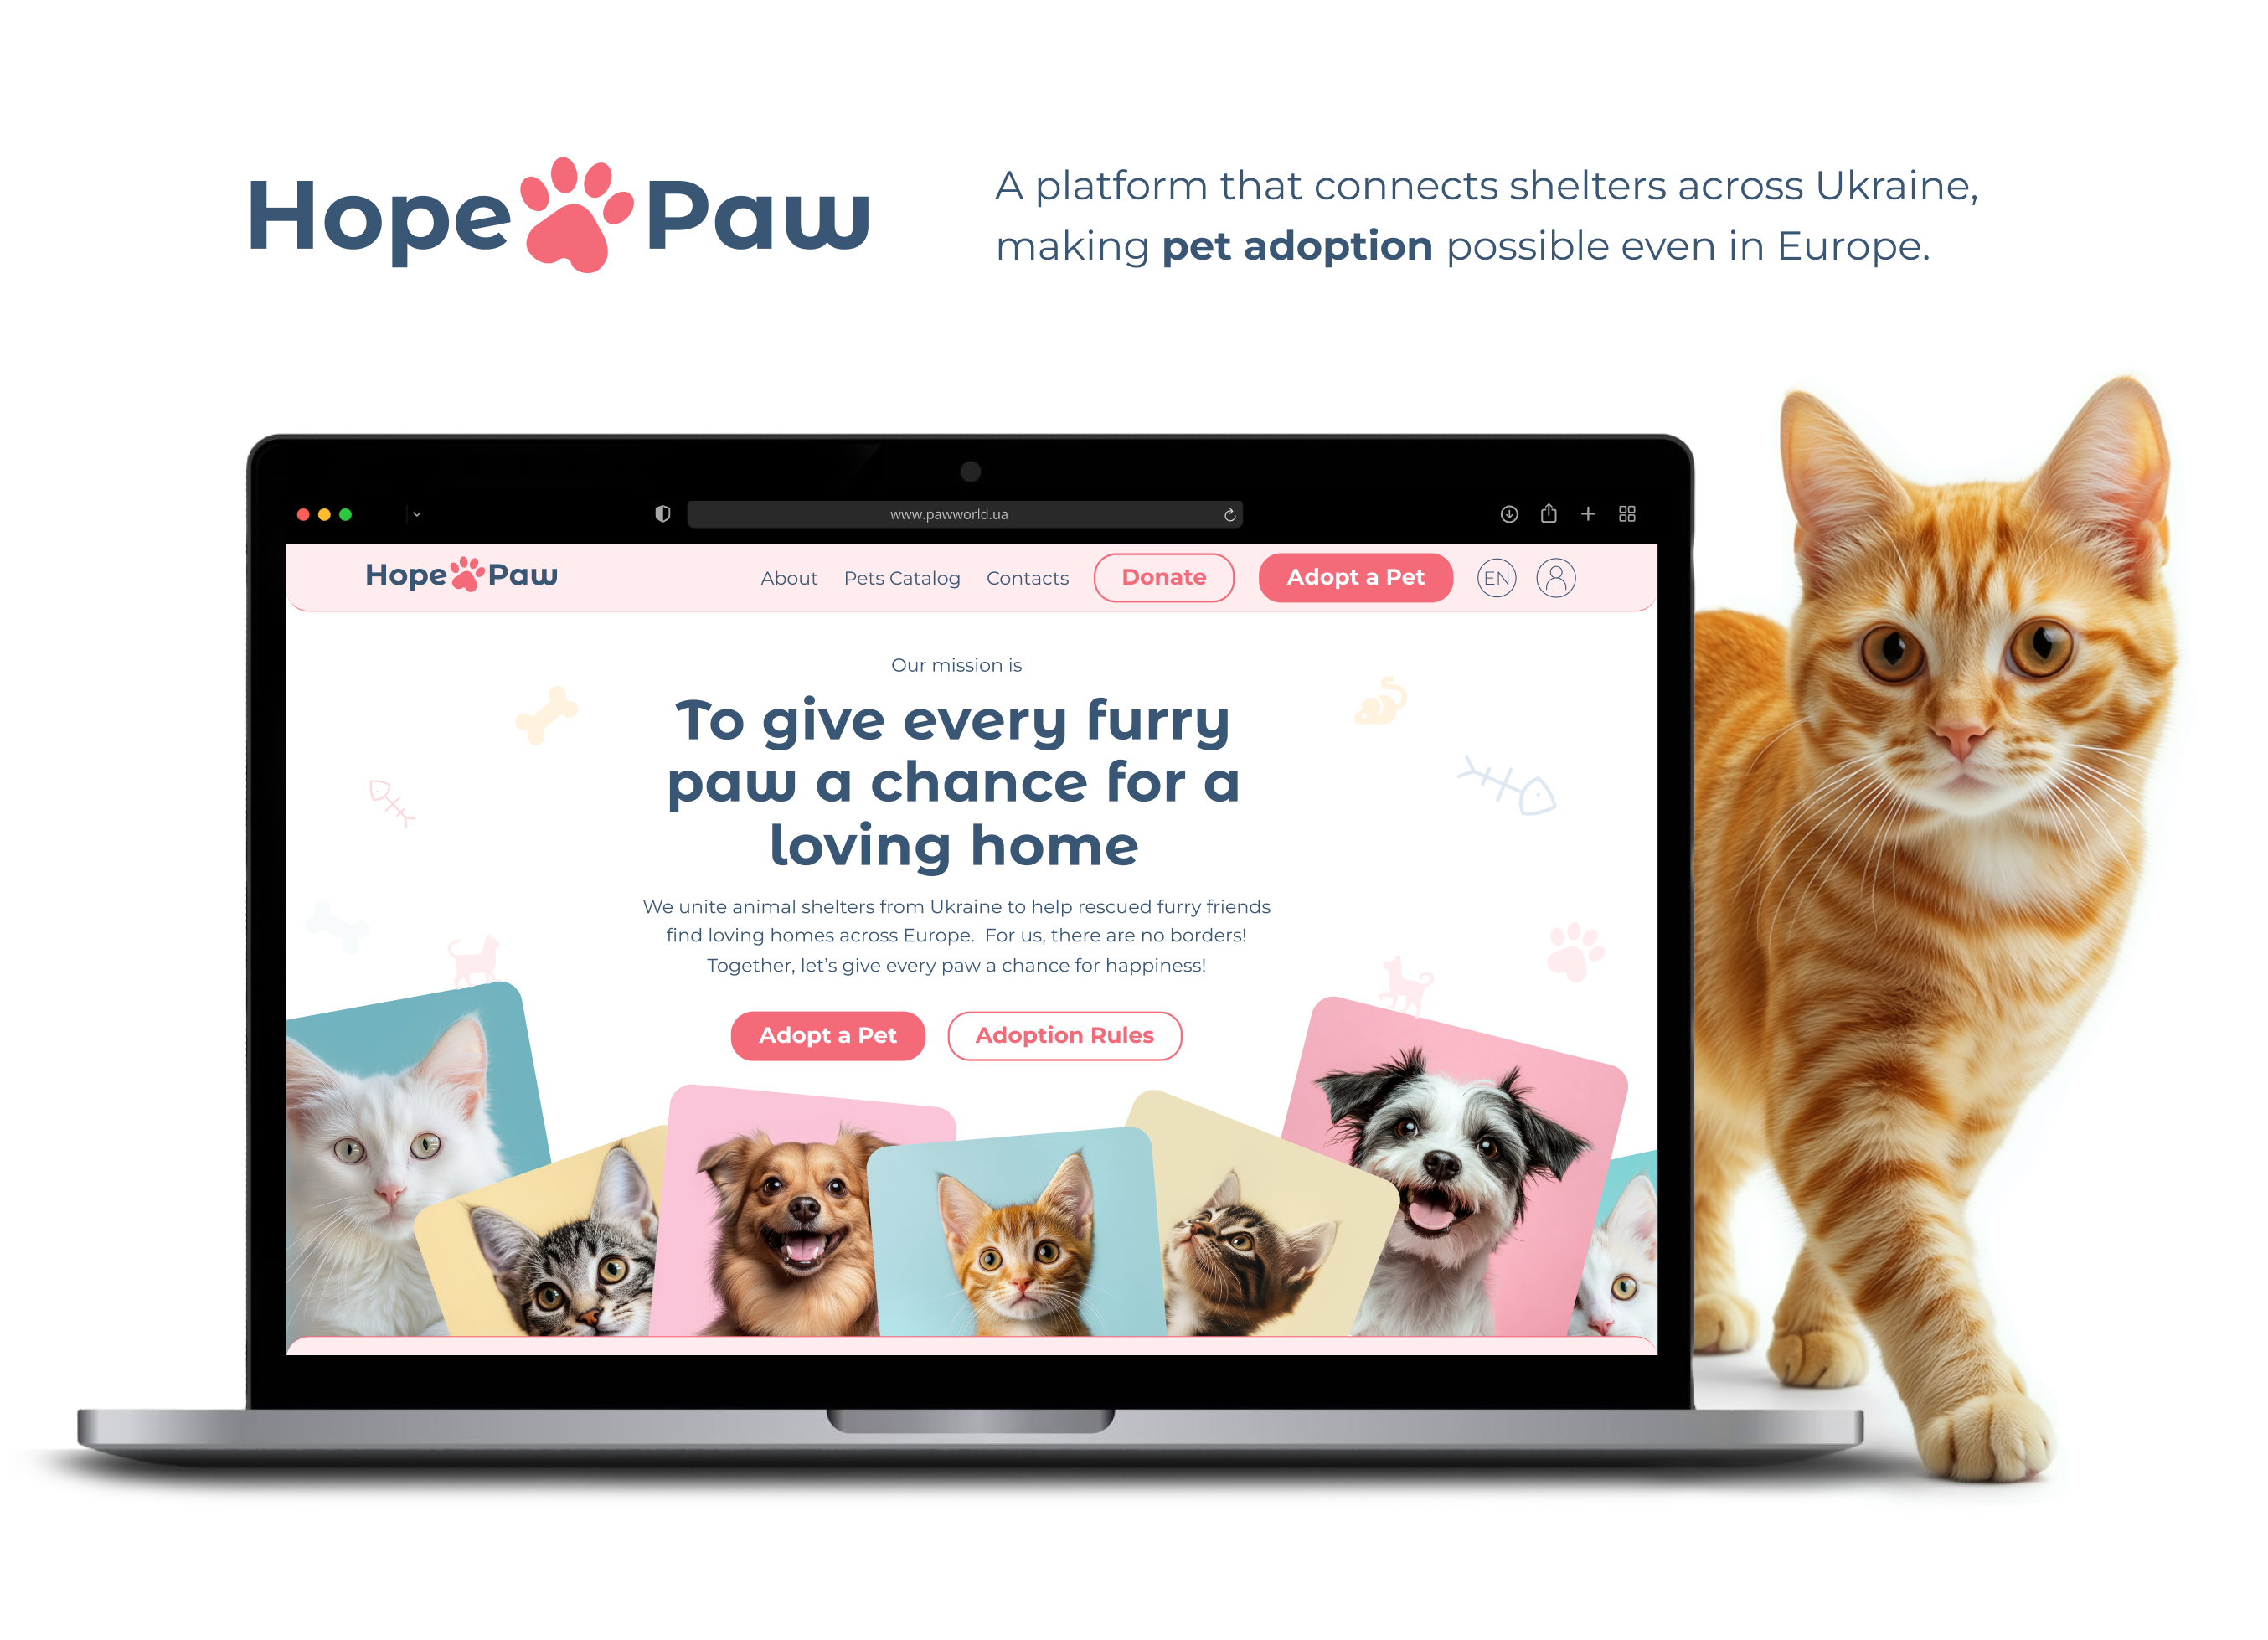 Hope Paw
A platform that connects shelters across Ukraine,
making pet adoption possible even in Europe.
www.pawworld.ua
Hope Paw
About Pets Catalog Contacts Donate Adopt a Pet EN
Our mission is
To give every furry
paw a chance for a
loving home
We unite animal shelters from Ukraine to help rescued furry friends
find loving homes across Europe. For us, there are no borders!
Together, let’s give every paw a chance for happiness!
Adopt a Pet Adoption Rules